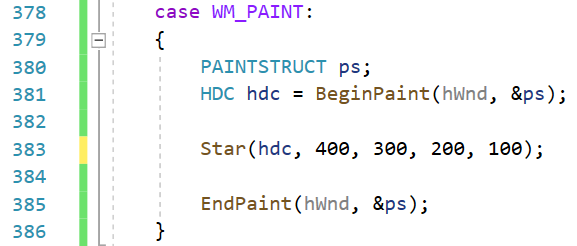 378 case WM_PAINT:
379 {
380 PAINTSTRUCT ps;
381 HDC hdc = BeginPaint(hWnd, &ps);
382
383 Star(hdc, 400, 300, 200, 100);
384
385 EndPaint(hWnd, &ps);
386 }